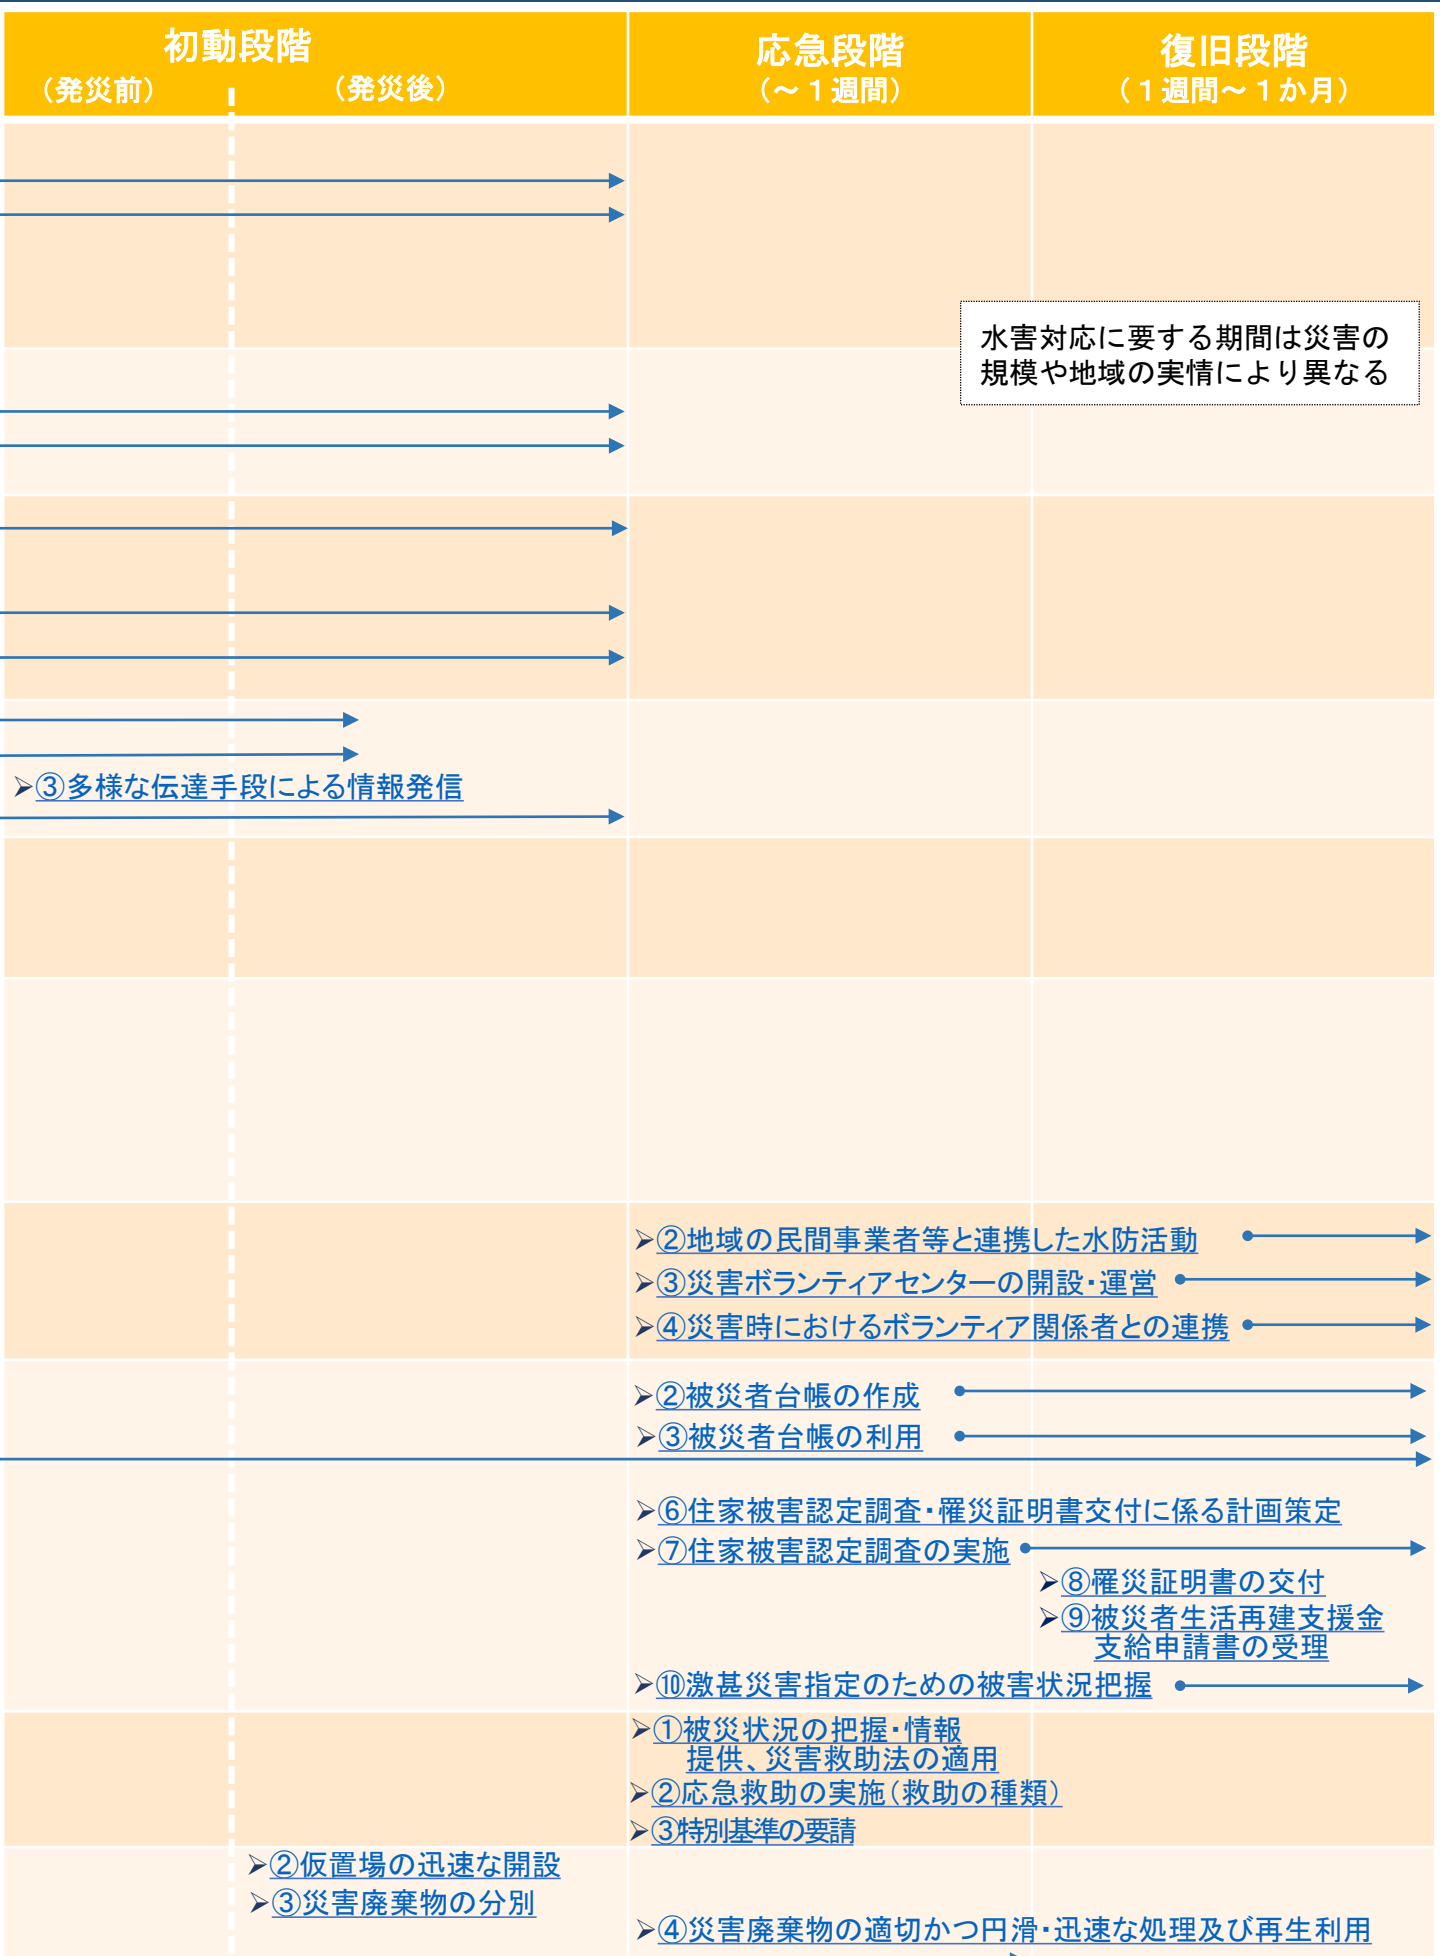 初動段階
（発災前）
（発災後）
応急段階
（～１週間）
復旧段階
（１週間～１か月）
水害対応に要する期間は災害の
規模や地域の実情により異なる
➢③多様な伝達手段による情報発信
➢②地域の民間事業者等と連携した水防活動
➢③災害ボランティアセンターの開設・運営
➢④災害時におけるボランティア関係者との連携
➢②被災者台帳の作成
➢③被災者台帳の利用
➢⑥住家被害認定調査・罹災証明書交付に係る計画策定
➢⑦住家被害認定調査の実施
➢⑧罹災証明書の交付
➢⑨被災者生活再建支援金
支給申請書の受理
➢⑩激甚災害指定のための被害状況把握
➢①被災状況の把握・情報
提供、災害救助法の適用
➢②応急救助の実施（救助の種類）
➢③特別基準の要請
➢②仮置場の迅速な開設
➢③災害廃棄物の分別
➢④災害廃棄物の適切かつ円滑・迅速な処理及び再生利用